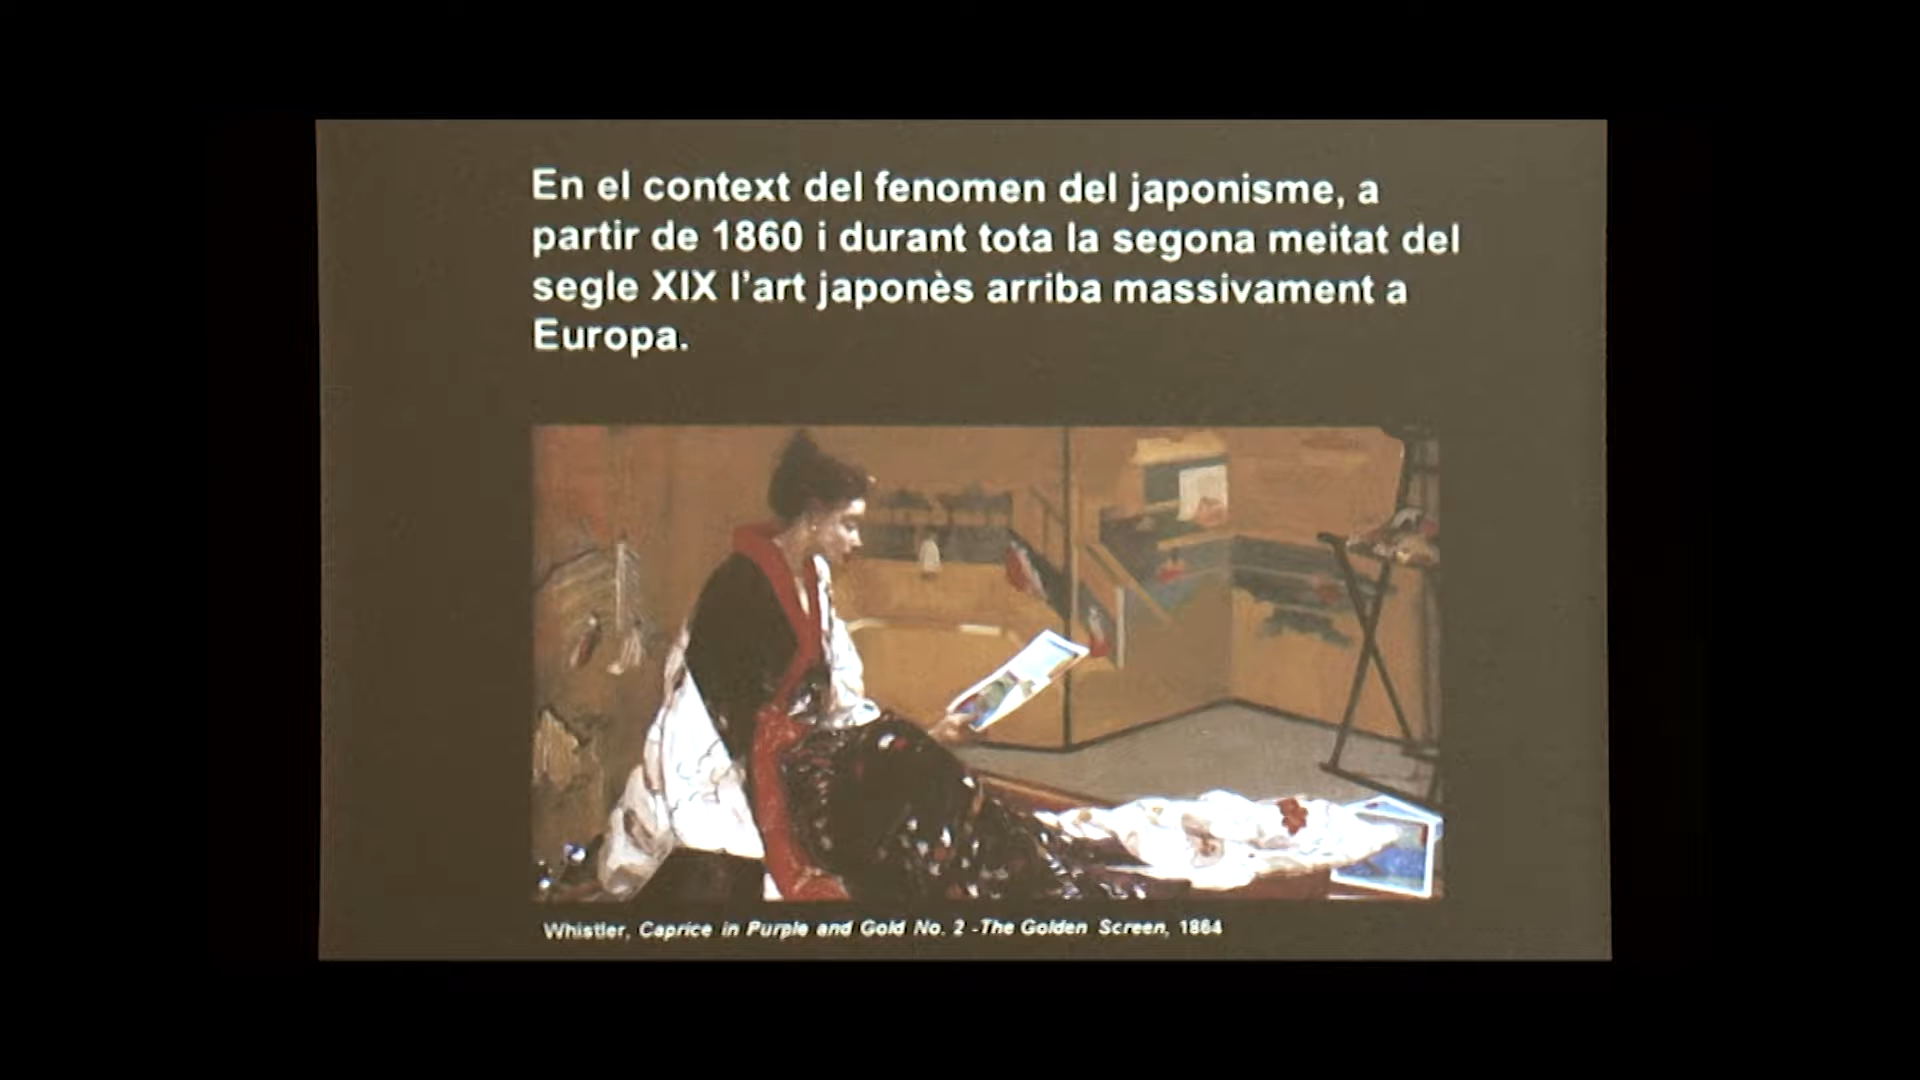 En el context del fenomen del japonisme, a
partir de 1860 i durant tota la segona meitat del
segle XIX l'art japonès arriba massivament a
Europa.
Whistler, Caprice in Purple and Gold No. 2 -The Golden Screen, 1864